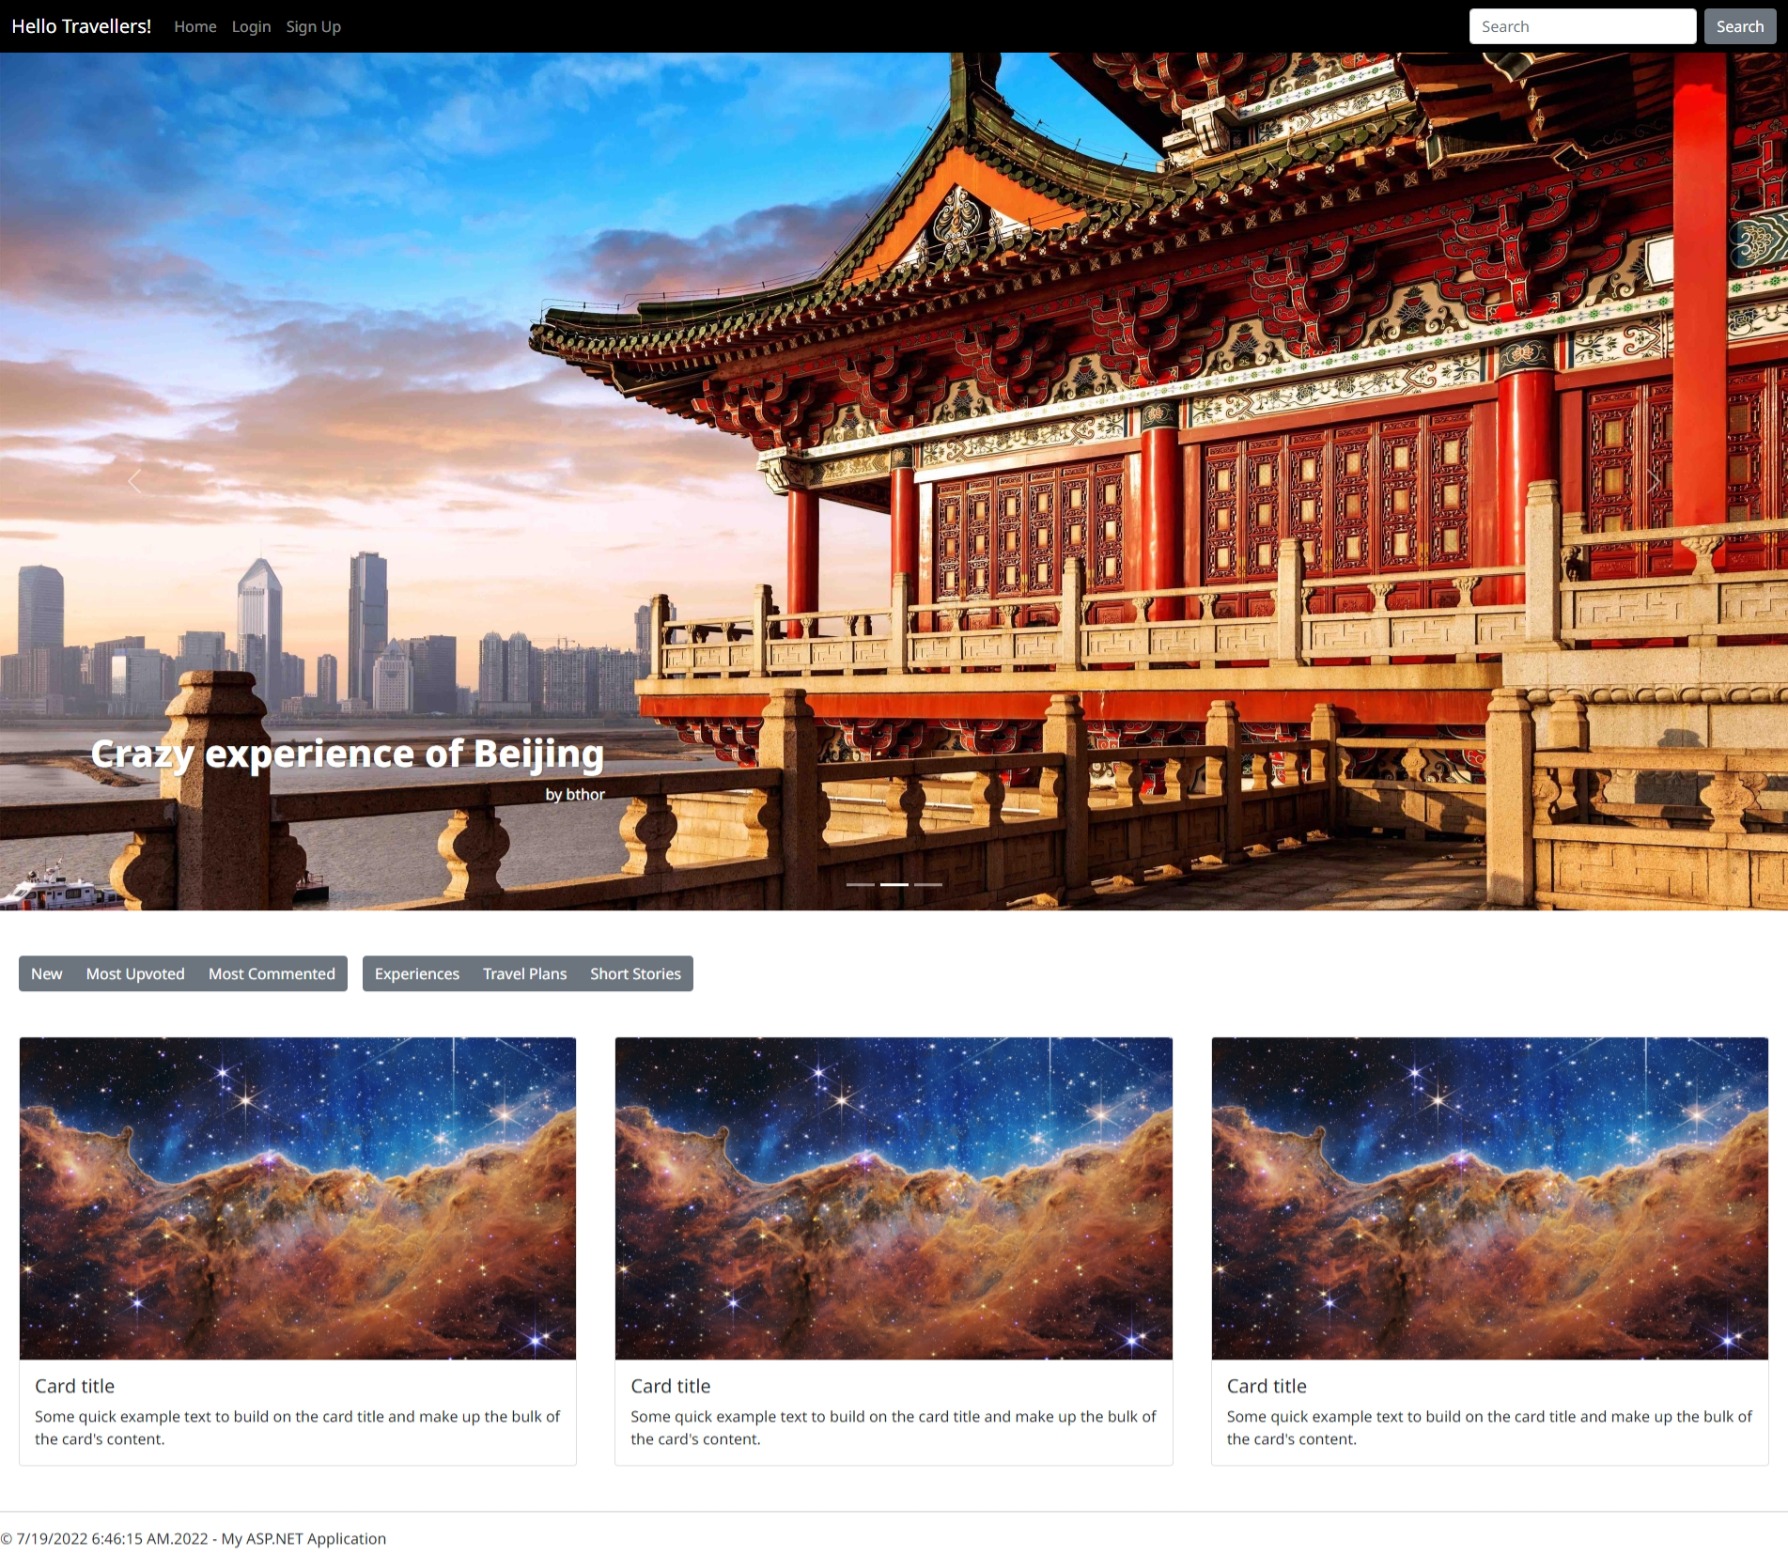 Hello Travellers! Home Login Sign Up Search Search
Crazy experience of Beijing
by bthor
New Most Upvoted Most Commented Experiences Travel Plans Short Stories
Card title
Some quick example text to build on the card title and make up the bulk of
the card's content.
Card title
Some quick example text to build on the card title and make up the bulk of
the card's content.
Card title
Some quick example text to build on the card title and make up the bulk of
the card's content.
© 7/19/2022 6:46:15 AM.2022 - My ASP.NET Application